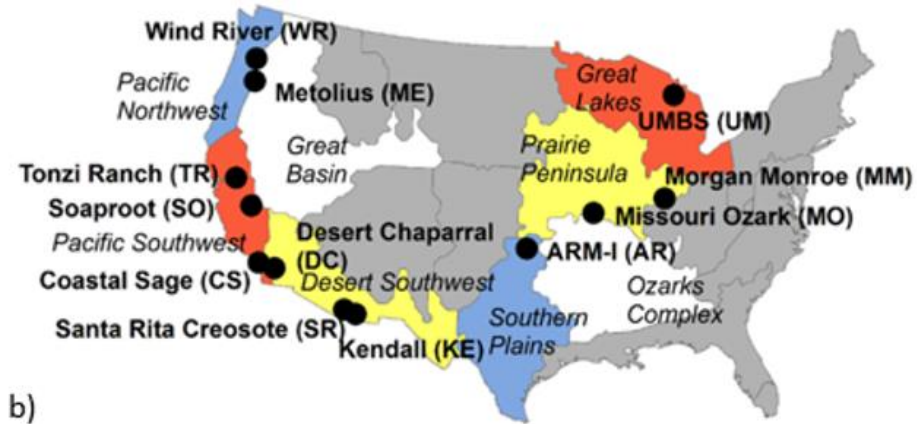 Wind River (WR)
Pacific
Northwest
Metolius (ME)
Great
Lakes
UMBS (UM)
Great
Basin
Prairie
Peninsula
Tonzi Ranch (TR)
Morgan Monroe (MM)
Soaproot (SO)
Missouri Ozark (MO)
Pacific Southwest
Desert Chaparral
(DC)
ARM-I (AR)
Coastal Sage (CS)
Desert Southwest
Ozarks
Complex
Santa Rita Creosote (SR)
Southern
Plains
Kendall (KE)
b)